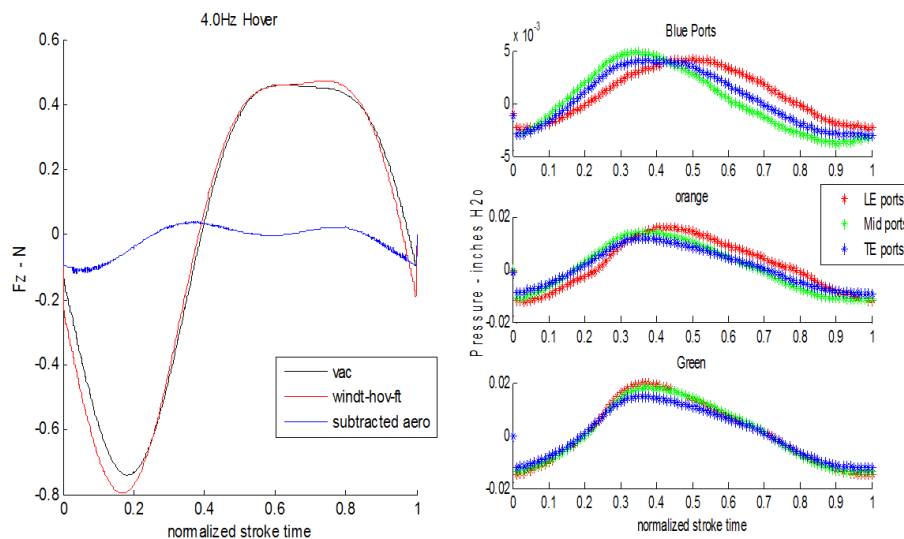 4.0Hz Hover
0.6
0.4
0.2
0
-0.2
-0.4
-0.6
-0.8
0
0.2
0.4
0.6
0.8
1
Fz - N
normalized stroke time
vac
windt-hov-ft
subtracted aero
Blue Ports
x 10^-3
5
0
-5
0 0.1 0.2 0.3 0.4 0.5 0.6 0.7 0.8 0.9 1
orange
0.02
0
-0.02
0 0.1 0.2 0.3 0.4 0.5 0.6 0.7 0.8 0.9 1
Pressure - inches H2o
LE ports
Mid ports
TE ports
Green
0.02
0
-0.02
0 0.1 0.2 0.3 0.4 0.5 0.6 0.7 0.8 0.9 1
normalized stroke time